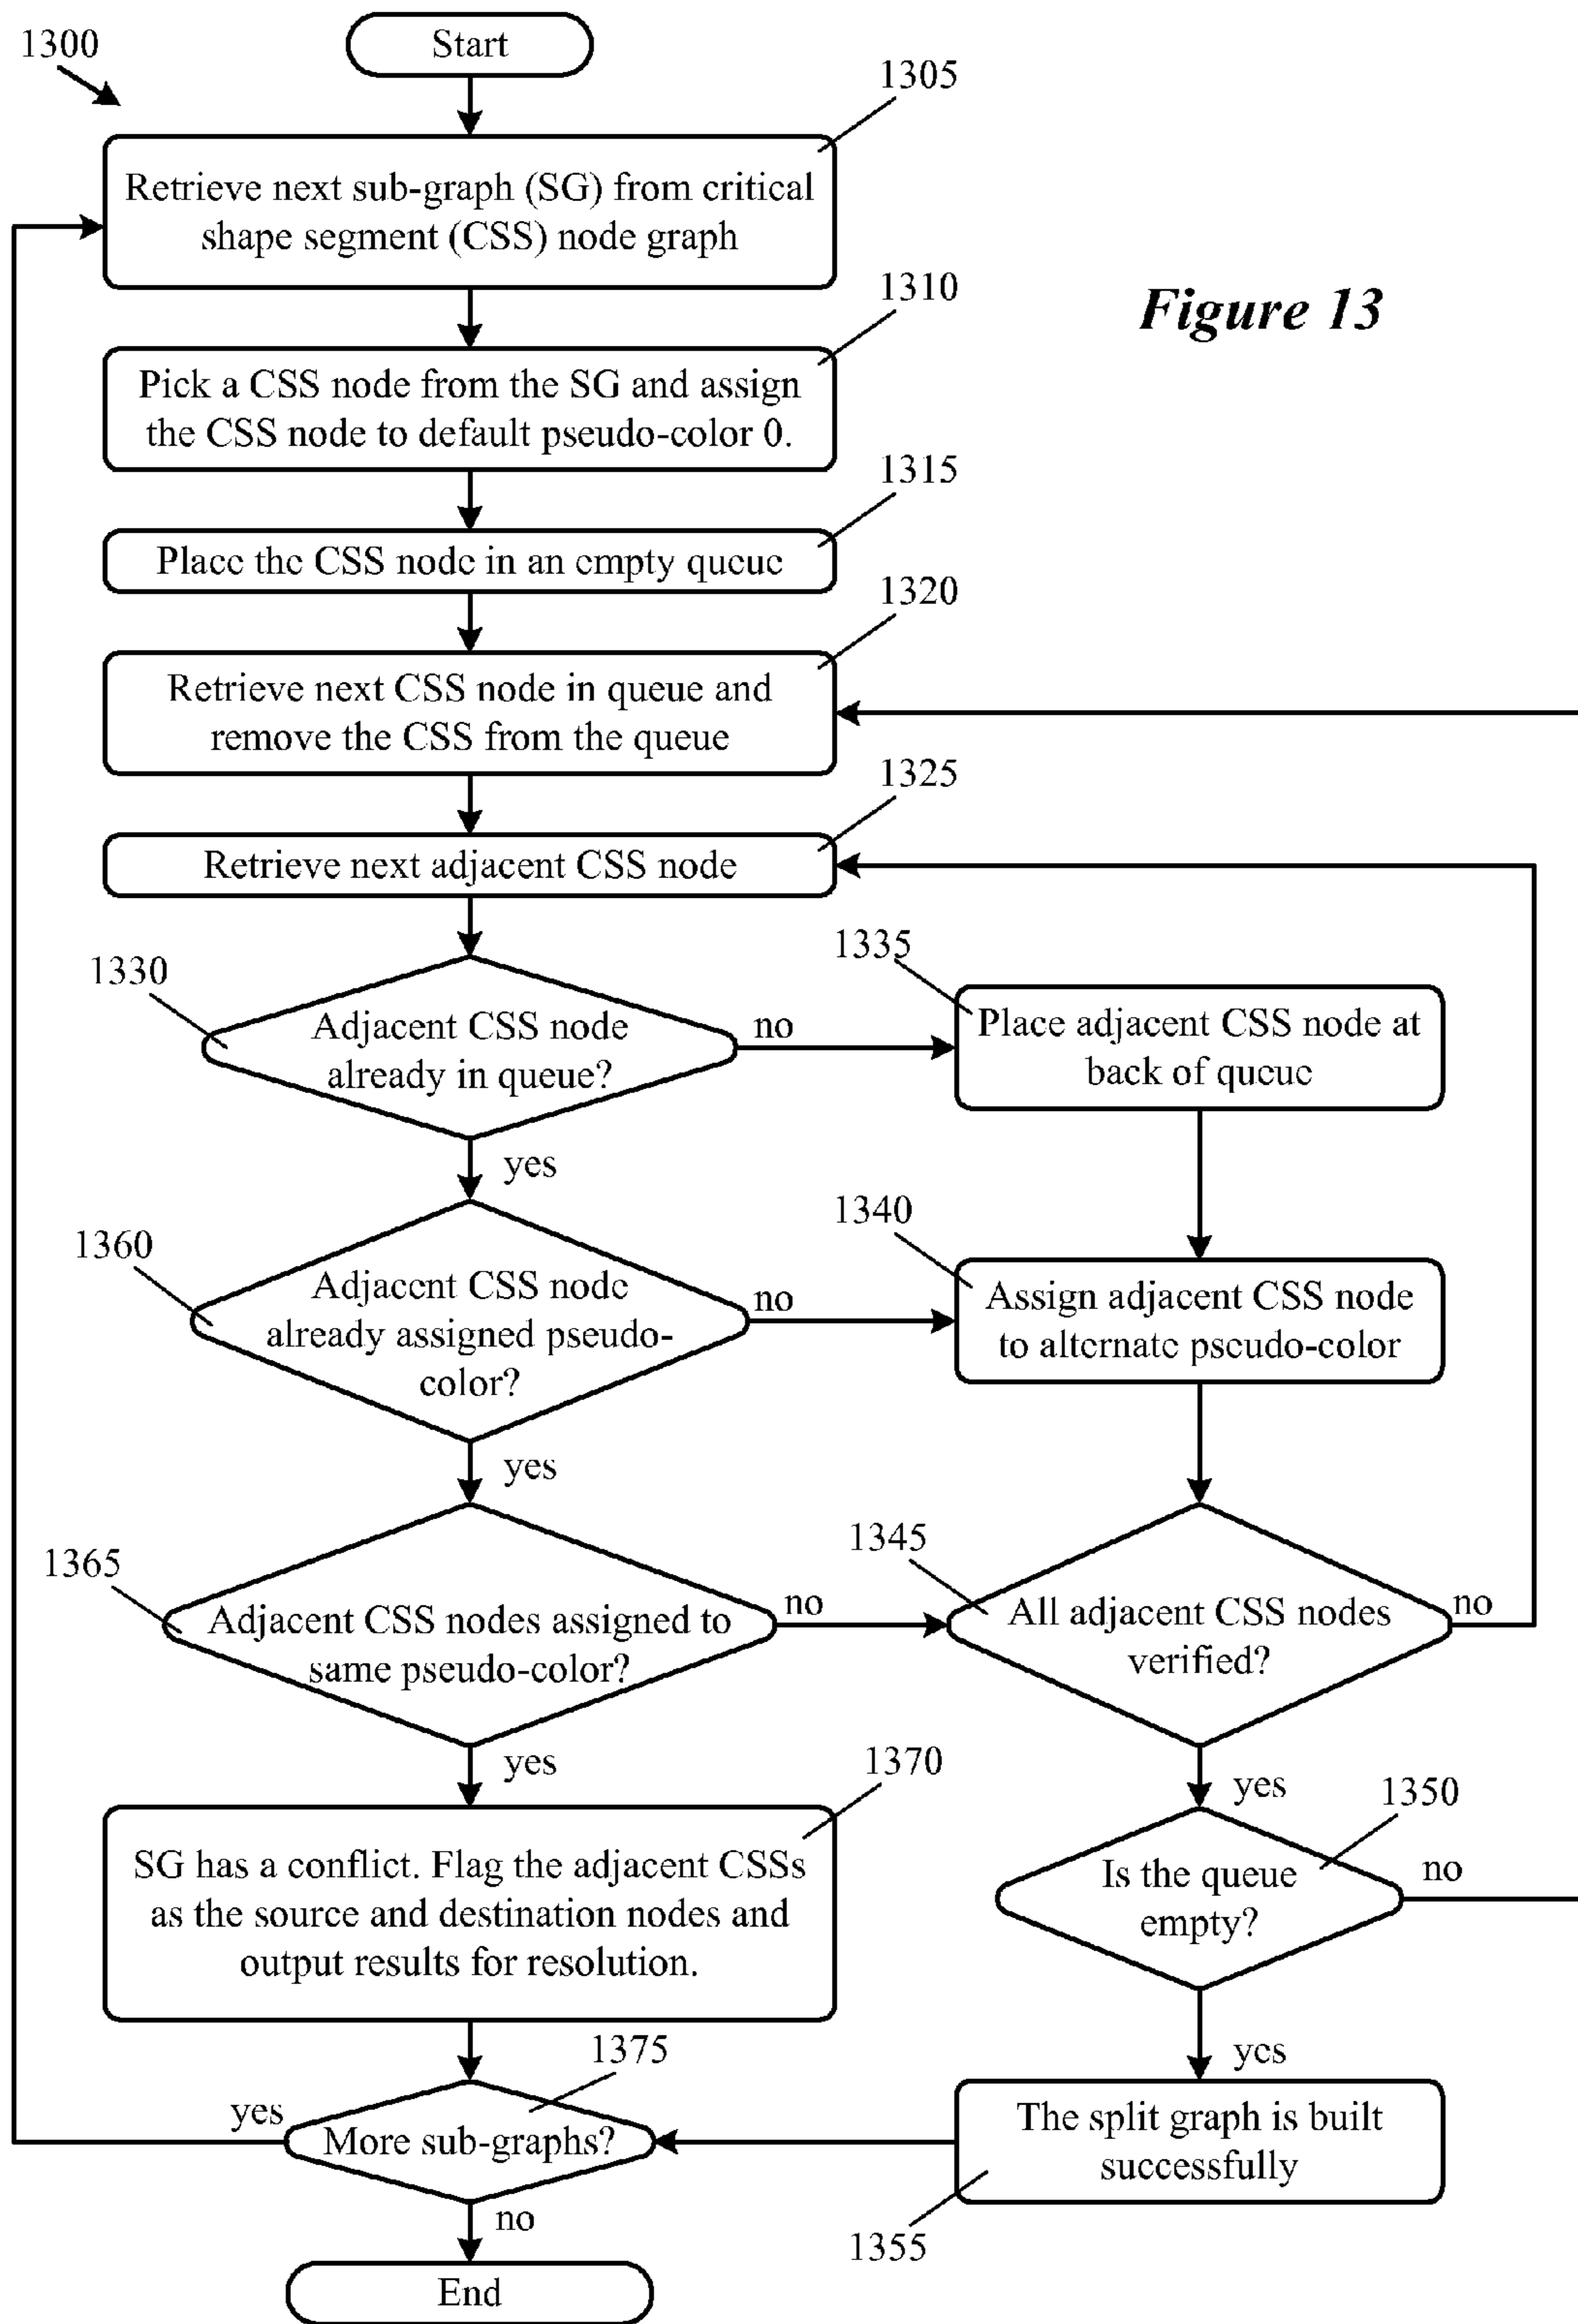 1300
Start
1305
Retrieve next sub-graph (SG) from critical
shape segment (CSS) node graph
Figure 13
1310
Pick a CSS node from the SG and assign
the CSS node to default pseudo-color 0.
1315
Place the CSS node in an empty queue
1320
Retrieve next CSS node in queue and
remove the CSS from the queue
1325
Retrieve next adjacent CSS node
1330
Adjacent CSS node
already in queue?
no
yes
1335
Place adjacent CSS node at
back of queue
1360
Adjacent CSS node
already assigned pseudo-
color?
no
yes
1340
Assign adjacent CSS node
to alternate pseudo-color
1365
Adjacent CSS nodes assigned to
same pseudo-color?
no
yes
1345
All adjacent CSS nodes
verified?
no
yes
1370
SG has a conflict. Flag the adjacent CSSs
as the source and destination nodes and
output results for resolution.
1350
Is the queue
empty?
no
yes
1375
More sub-graphs?
yes
no
The split graph is built
successfully
1355
End